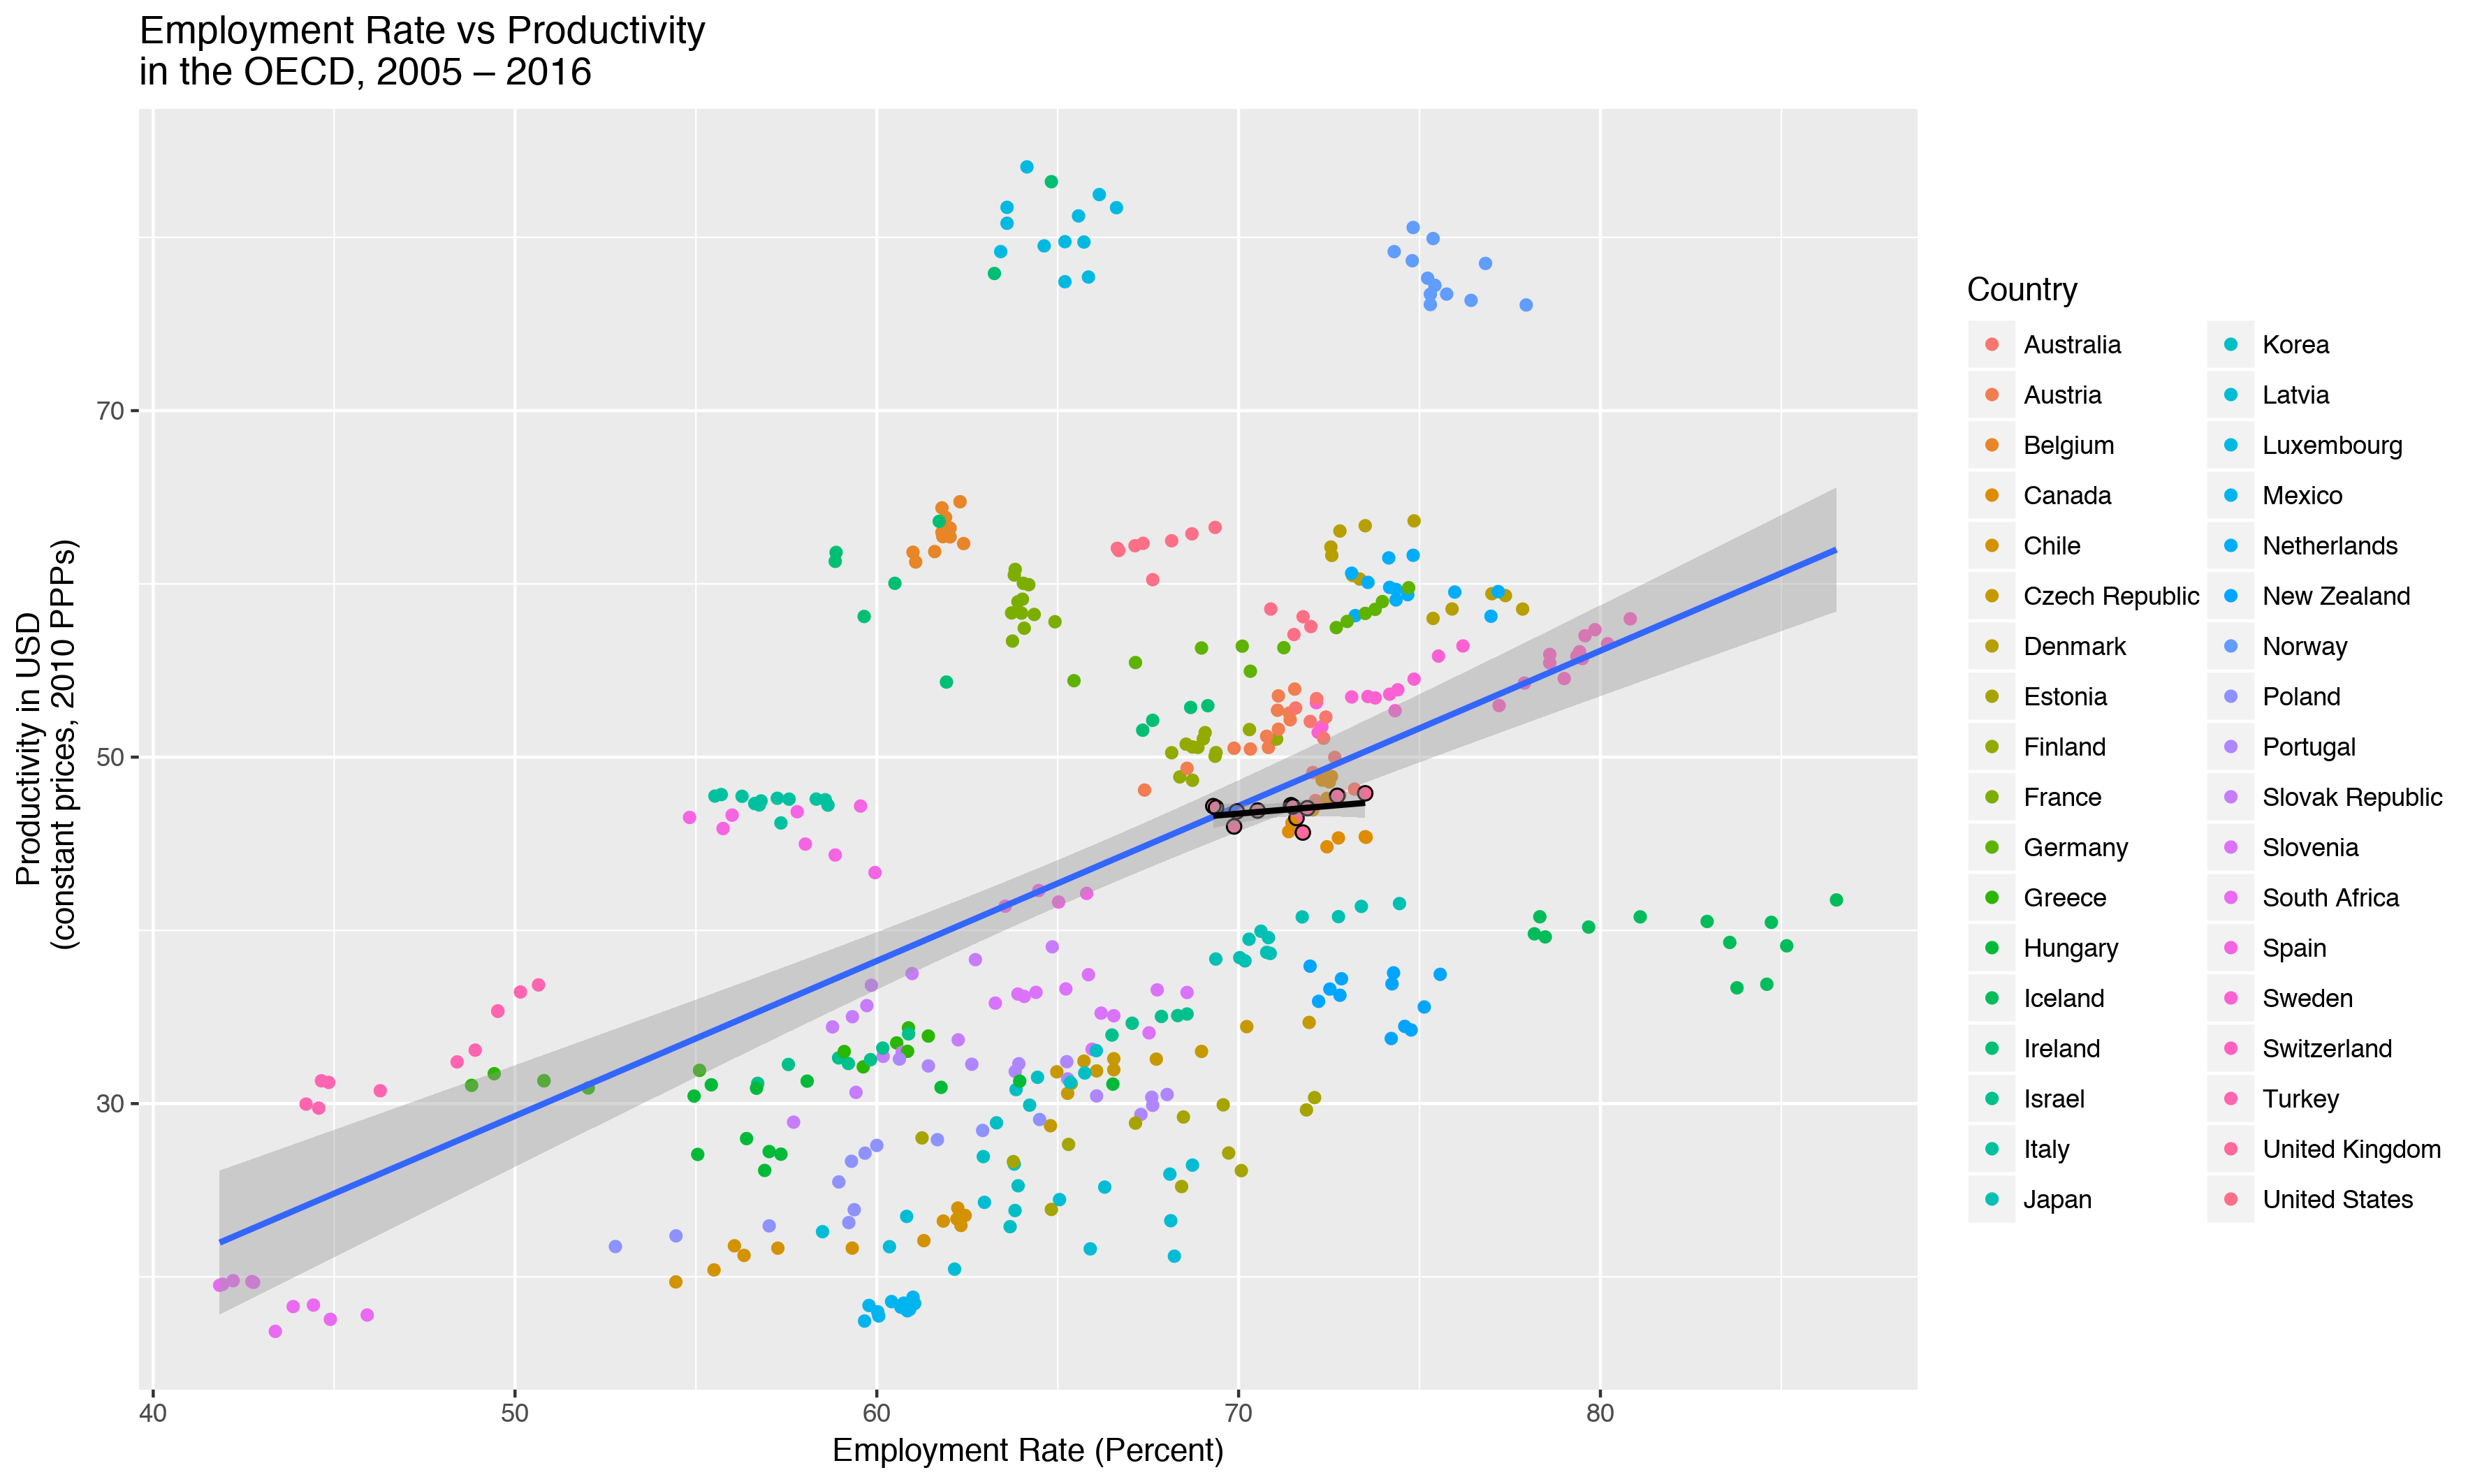 Employment Rate vs Productivity
in the OECD, 2005 – 2016
Productivity in USD
(constant prices, 2010 PPPs)
70
50
30
40
50
60
70
80
Employment Rate (Percent)
Country
Australia
Austria
Belgium
Canada
Chile
Czech Republic
Denmark
Estonia
Finland
France
Germany
Greece
Hungary
Iceland
Ireland
Israel
Italy
Japan
Korea
Latvia
Luxembourg
Mexico
Netherlands
New Zealand
Norway
Poland
Portugal
Slovak Republic
Slovenia
South Africa
Spain
Sweden
Switzerland
Turkey
United Kingdom
United States